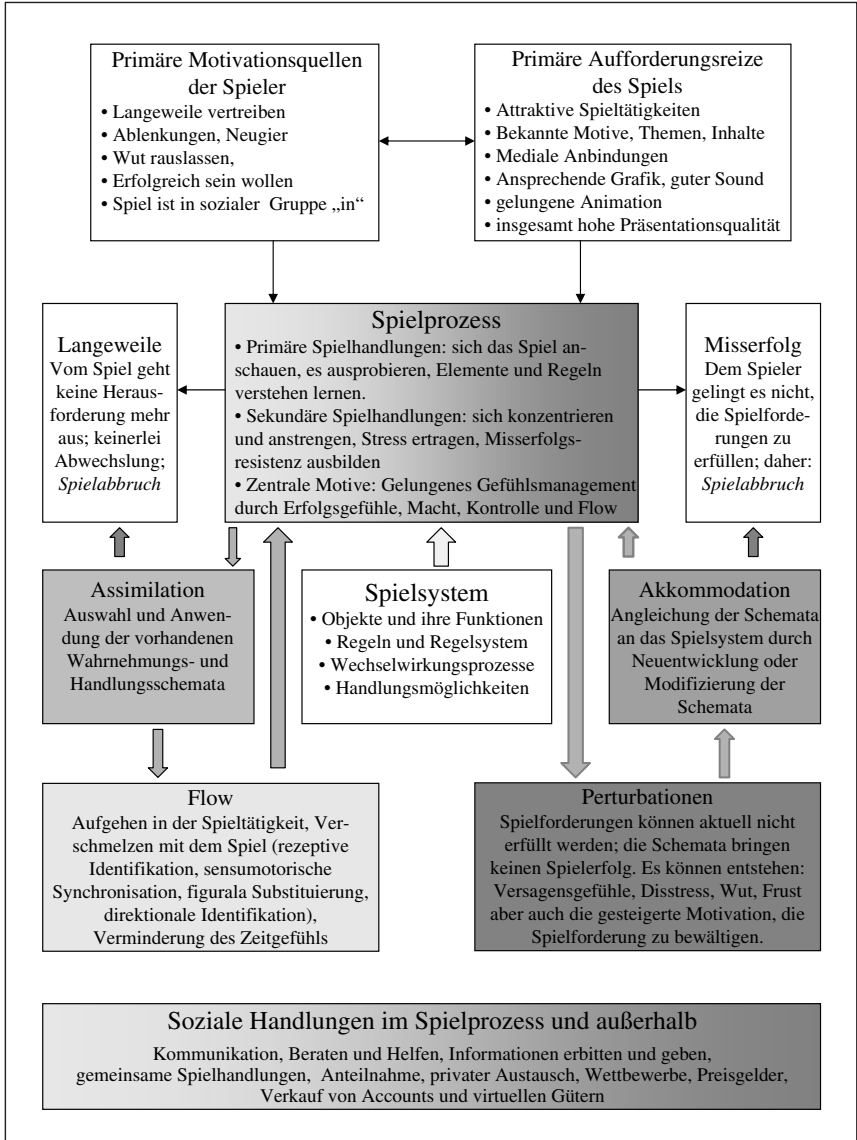 Primäre Motivationsquellen
der Spieler
• Langeweile vertreiben
• Ablenkungen, Neugier
• Wut rauslassen,
• Erfolgreich sein wollen
• Spiel ist in sozialer Gruppe „in“
Primäre Aufforderungsreize
des Spiels
• Attraktive Spieltätigkeiten
• Bekannte Motive, Themen, Inhalte
• Mediale Anbindungen
• Ansprechende Grafik, guter Sound
• gelungene Animation
• insgesamt hohe Präsentationsqualität
Langeweile
Vom Spiel geht
keine Heraus-
forderung mehr
aus; keinerlei
Abwechslung;
Spielabbruch
Spielprozess
• Primäre Spielhandlungen: sich das Spiel an-
schauen, es ausprobieren, Elemente und Regeln
verstehen lernen.
• Sekundäre Spielhandlungen: sich konzentrieren
und anstrengen, Stress ertragen, Misserfolgs-
resistenz ausbilden
• Zentrale Motive: Gelungenes Gefühlsmanagement
durch Erfolgsgefühle, Macht, Kontrolle und Flow
Misserfolg
Dem Spieler
gelingt es nicht,
die Spielforde-
rungen zu
erfüllen; daher:
Spielabbruch
Assimilation
Auswahl und Anwen-
dung der vorhandenen
Wahrnehmungs- und
Handlungsschemata
Spielsystem
• Objekte und ihre Funktionen
• Regeln und Regelsystem
• Wechselwirkungsprozesse
• Handlungsmöglichkeiten
Akkommodation
Angleichung der Schemata
an das Spielsystem durch
Neuentwicklung oder
Modifizierung der
Schemata
Flow
Aufgehen in der Spieltätigkeit, Ver-
schmelzen mit dem Spiel (rezeptive
Identifikation, sensumotorische
Synchronisation, figurala Substituierung,
direktionale Identifikation),
Verminderung des Zeitgefühls
Perturbationen
Spielforderungen können aktuell nicht
erfüllt werden; die Schemata bringen
keinen Spielerfolg. Es können entstehen:
Versagensgefühle, Disstress, Wut, Frust
aber auch die gesteigerte Motivation, die
Spielforderung zu bewältigen.
Soziale Handlungen im Spielprozess und außerhalb
Kommunikation, Beraten und Helfen, Informationen erbitten und geben,
gemeinsame Spielhandlungen, Anteilnahme, privater Austausch, Wettbewerbe, Preisgelder,
Verkauf von Accounts und virtuellen Gütern